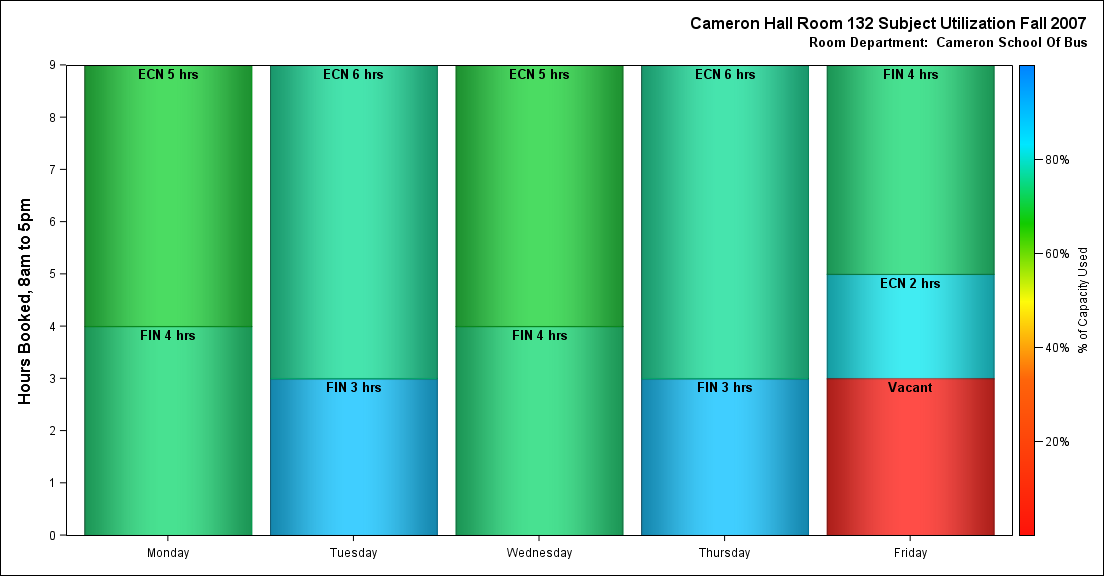 Cameron Hall Room 132 Subject Utilization Fall 2007
Room Department:  Cameron School Of Bus
Hours Booked, 8am to 5pm
9
8
7
6
5
4
3
2
1
0
ECN 5 hrs
FIN 4 hrs
ECN 6 hrs
FIN 3 hrs
ECN 5 hrs
FIN 4 hrs
ECN 6 hrs
FIN 3 hrs
FIN 4 hrs
ECN 2 hrs
Vacant
Monday
Tuesday
Wednesday
Thursday
Friday
80%
60%
40%
20%
% of Capacity Used